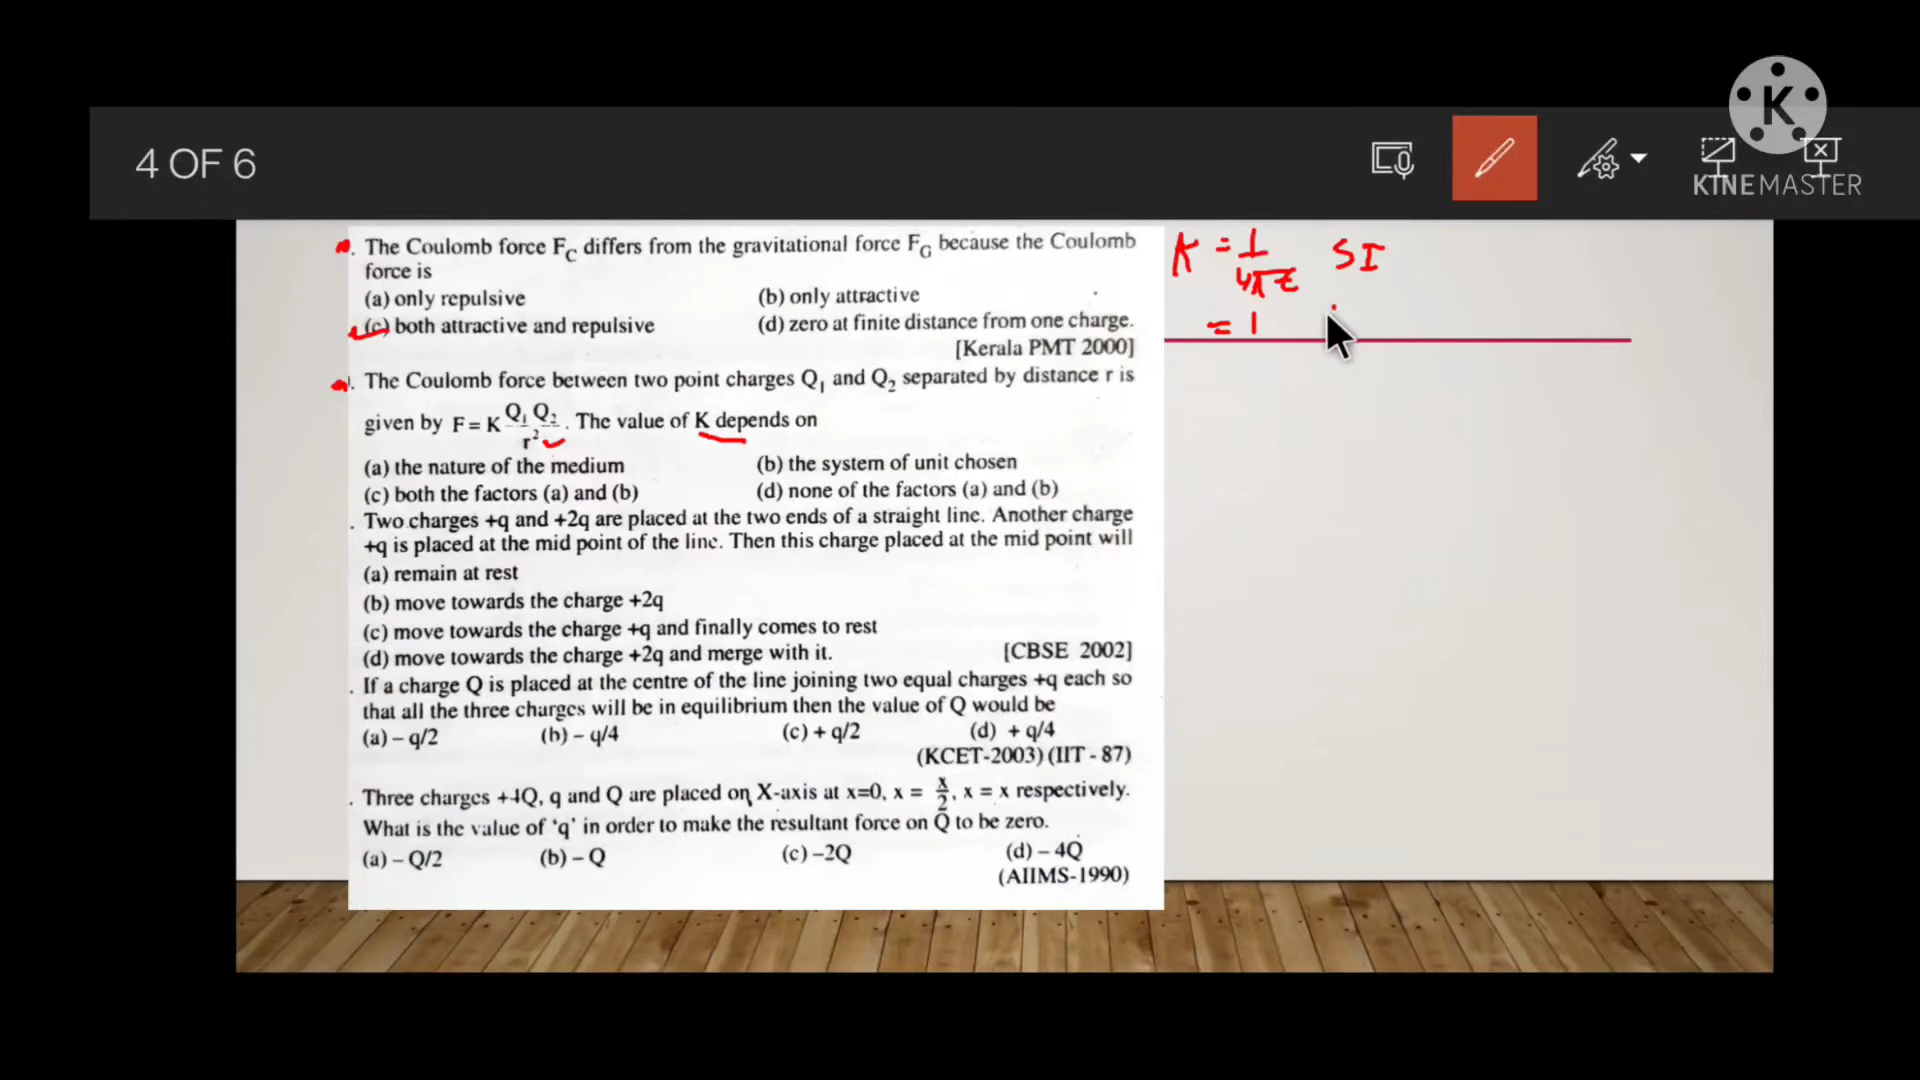 K
KINEMASTER
4 OF 6
. The Coulomb force F_C differs from the gravitational force F_G because the Coulomb
force is
(a) only repulsive (b) only attractive
(c) both attractive and repulsive (d) zero at finite distance from one charge.
[Kerala PMT 2000]
. The Coulomb force between two point charges Q₁ and Q₂ separated by distance r is
given by F = K Q₁ Q₂ / r² . The value of K depends on
(a) the nature of the medium (b) the system of unit chosen
(c) both the factors (a) and (b) (d) none of the factors (a) and (b)
. Two charges +q and +2q are placed at the two ends of a straight line. Another charge
+q is placed at the mid point of the line. Then this charge placed at the mid point will
(a) remain at rest
(b) move towards the charge +2q
(c) move towards the charge +q and finally comes to rest
(d) move towards the charge +2q and merge with it. [CBSE 2002]
. If a charge Q is placed at the centre of the line joining two equal charges +q each so
that all the three charges will be in equilibrium then the value of Q would be
(a) – q/2 (b) – q/4 (c) + q/2 (d) + q/4
(KCET-2003) (IIT - 87)
. Three charges +4Q, q and Q are placed on X-axis at x=0, x = x/2, x = x respectively.
What is the value of ‘q’ in order to make the resultant force on Q to be zero.
(a) – Q/2 (b) – Q (c) –2Q (d) – 4Q
(AIIMS-1990)
K = 1/4πε SI
= 1